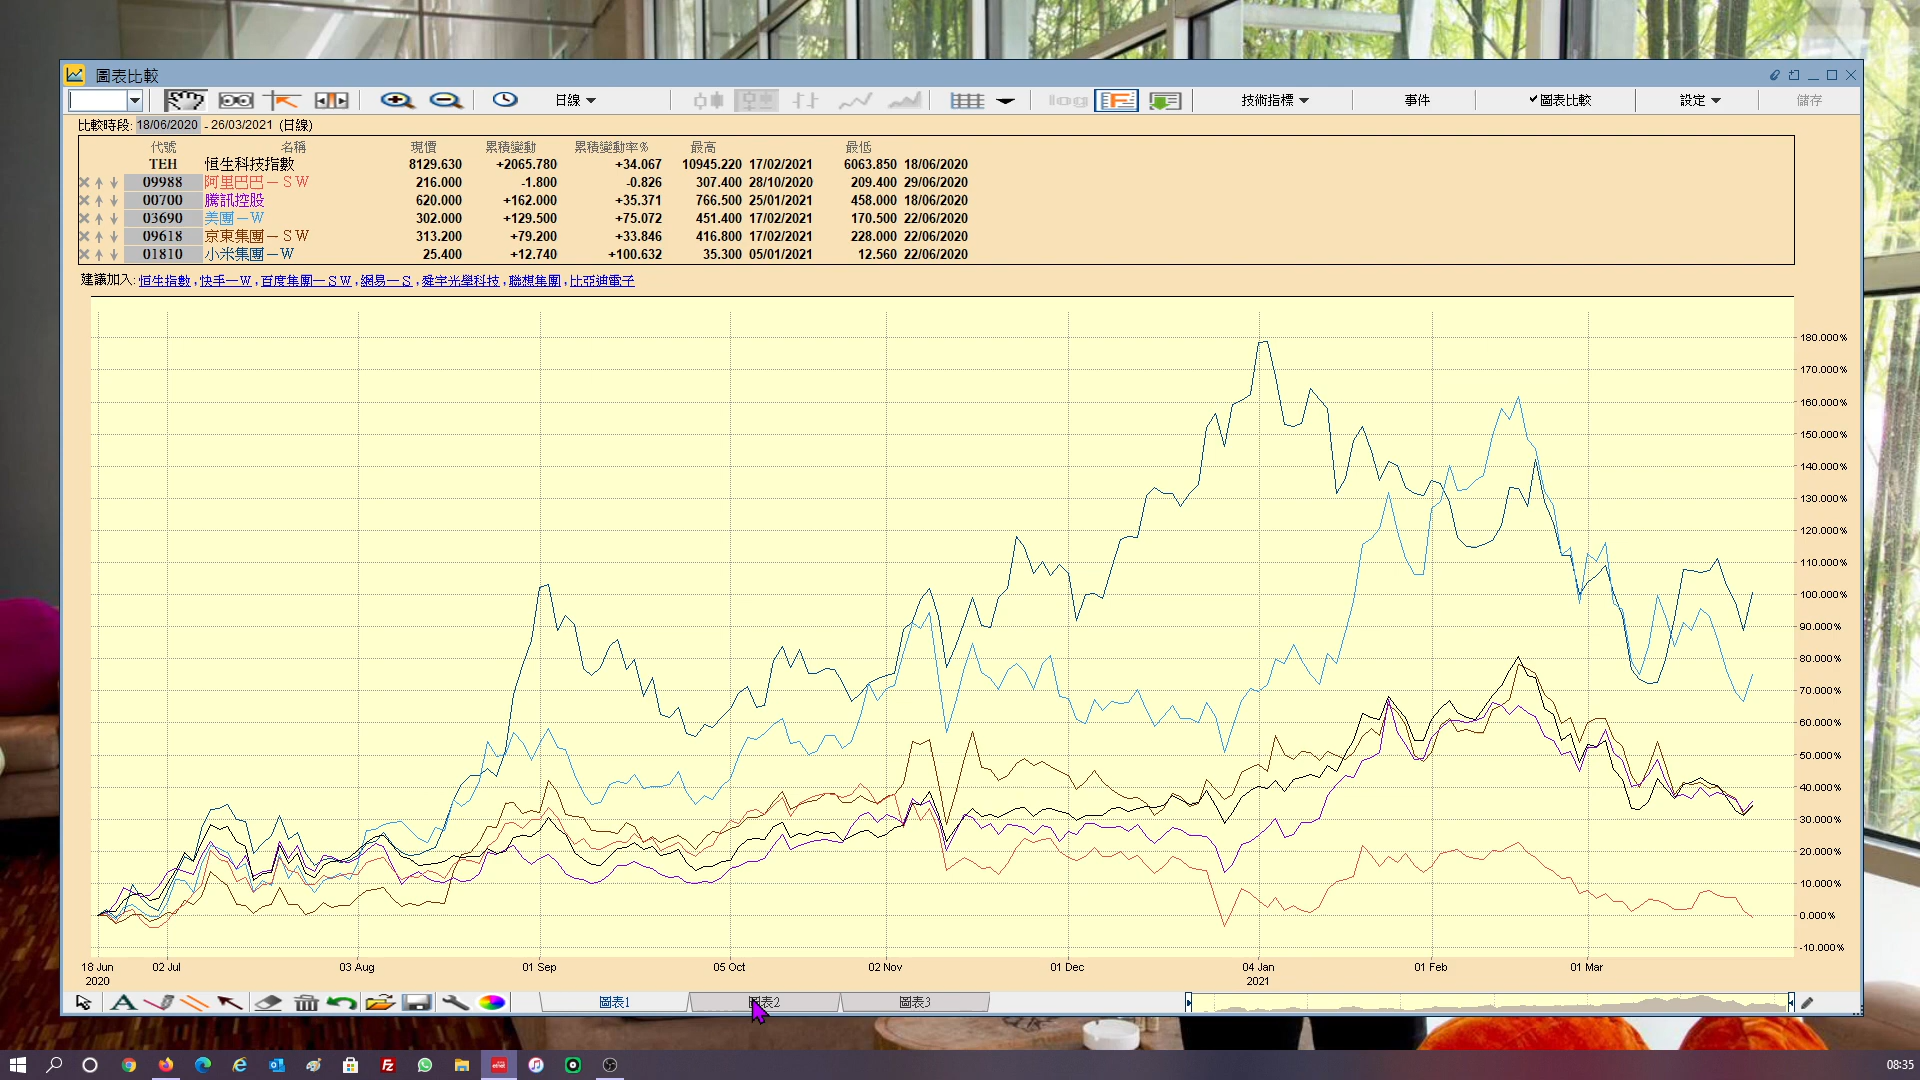 圖表比較
日線
log
技術指標
事件
✓圖表比較
設定
儲存
比較時段: 18/06/2020 - 26/03/2021 (日線)
代號 名稱 現價 累積變動 累積變動率% 最高 最低
TEH 恒生科技指數 8129.630 +2065.780 +34.067 10945.220 17/02/2021 6063.850 18/06/2020
09988 阿里巴巴－ＳＷ 216.000 -1.800 -0.826 307.400 28/10/2020 209.400 29/06/2020
00700 騰訊控股 620.000 +162.000 +35.371 766.500 25/01/2021 458.000 18/06/2020
03690 美團－W 302.000 +129.500 +75.072 451.400 17/02/2021 170.500 22/06/2020
09618 京東集團－ＳＷ 313.200 +79.200 +33.846 416.800 17/02/2021 228.000 22/06/2020
01810 小米集團－W 25.400 +12.740 +100.632 35.300 05/01/2021 12.560 22/06/2020
建議加入: 恒生指數 , 快手－W , 百度集團－ＳＷ , 網易－Ｓ , 舜宇光學科技 , 聯想集團 , 比亞迪電子
180.000%
170.000%
160.000%
150.000%
140.000%
130.000%
120.000%
110.000%
100.000%
90.000%
80.000%
70.000%
60.000%
50.000%
40.000%
30.000%
20.000%
10.000%
0.000%
-10.000%
18 Jun 02 Jul 03 Aug 01 Sep 05 Oct 02 Nov 01 Dec 04 Jan 01 Feb 01 Mar
2020 2021
圖表1 圖表2 圖表3
08:35